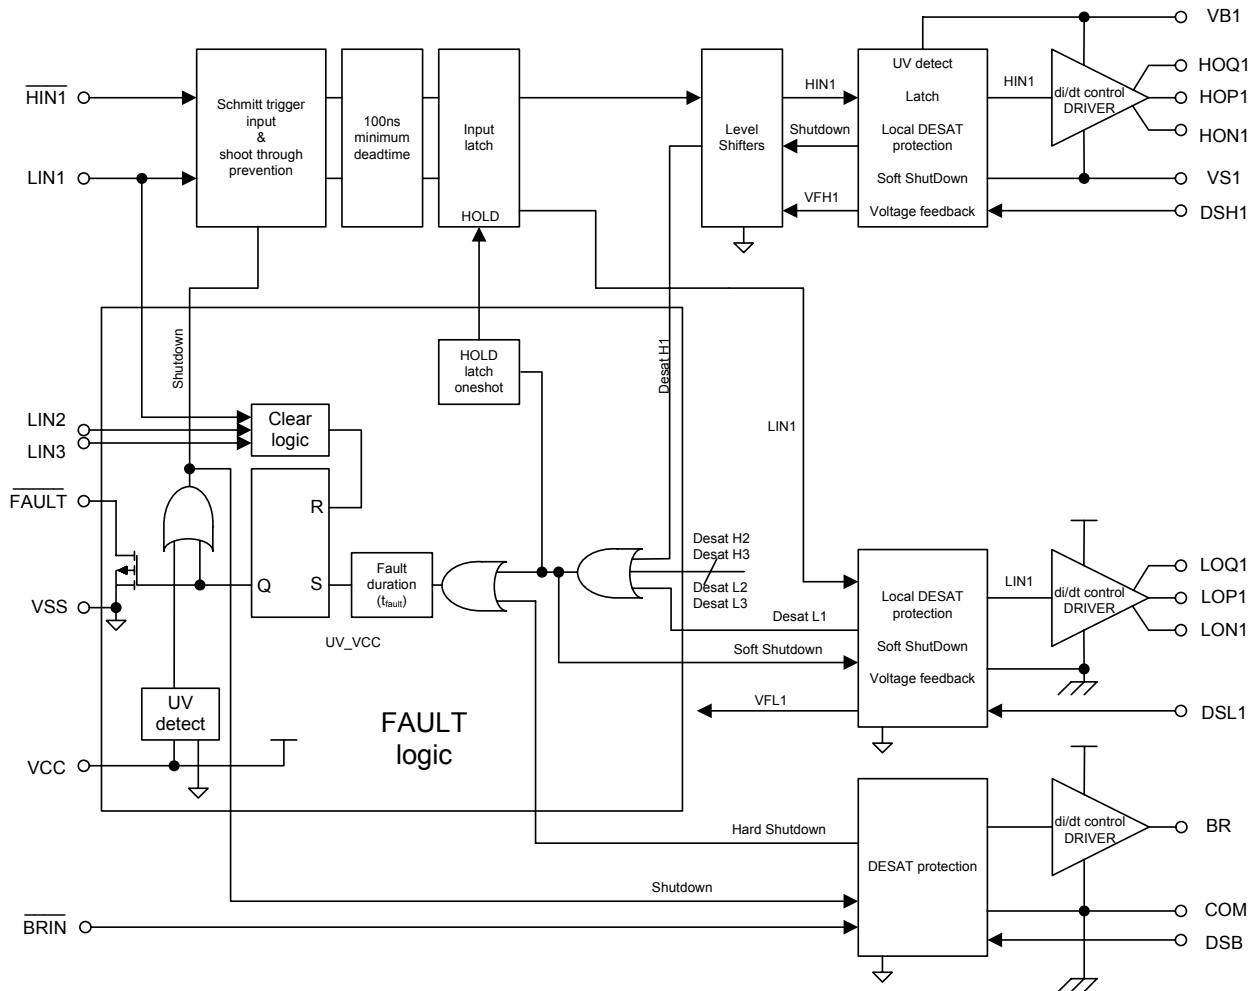 VB1
HIN1
Schmitt trigger
input
&
shoot through
prevention
100ns
minimum
deadtime
Input
latch
HOLD
Level
Shifters
HIN1
Shutdown
VFH1
UV detect
Latch
Local DESAT
protection
Soft ShutDown
Voltage feedback
HIN1
di/dt control
DRIVER
HOQ1
HOP1
HON1
LIN1
VS1
DSH1
Shutdown
HOLD
latch
oneshot
Desat H1
LIN1
LIN2
LIN3
Clear
logic
FAULT
R
Q
S
Fault
duration
(tfault)
UV_VCC
Desat H2
Desat H3
Desat L2
Desat L3
Desat L1
Soft Shutdown
VFL1
Local DESAT
protection
Soft ShutDown
Voltage feedback
LIN1
di/dt control
DRIVER
LOQ1
LOP1
LON1
VSS
UV
detect
FAULT
logic
DSL1
VCC
Hard Shutdown
Shutdown
DESAT protection
di/dt control
DRIVER
BR
BRIN
COM
DSB